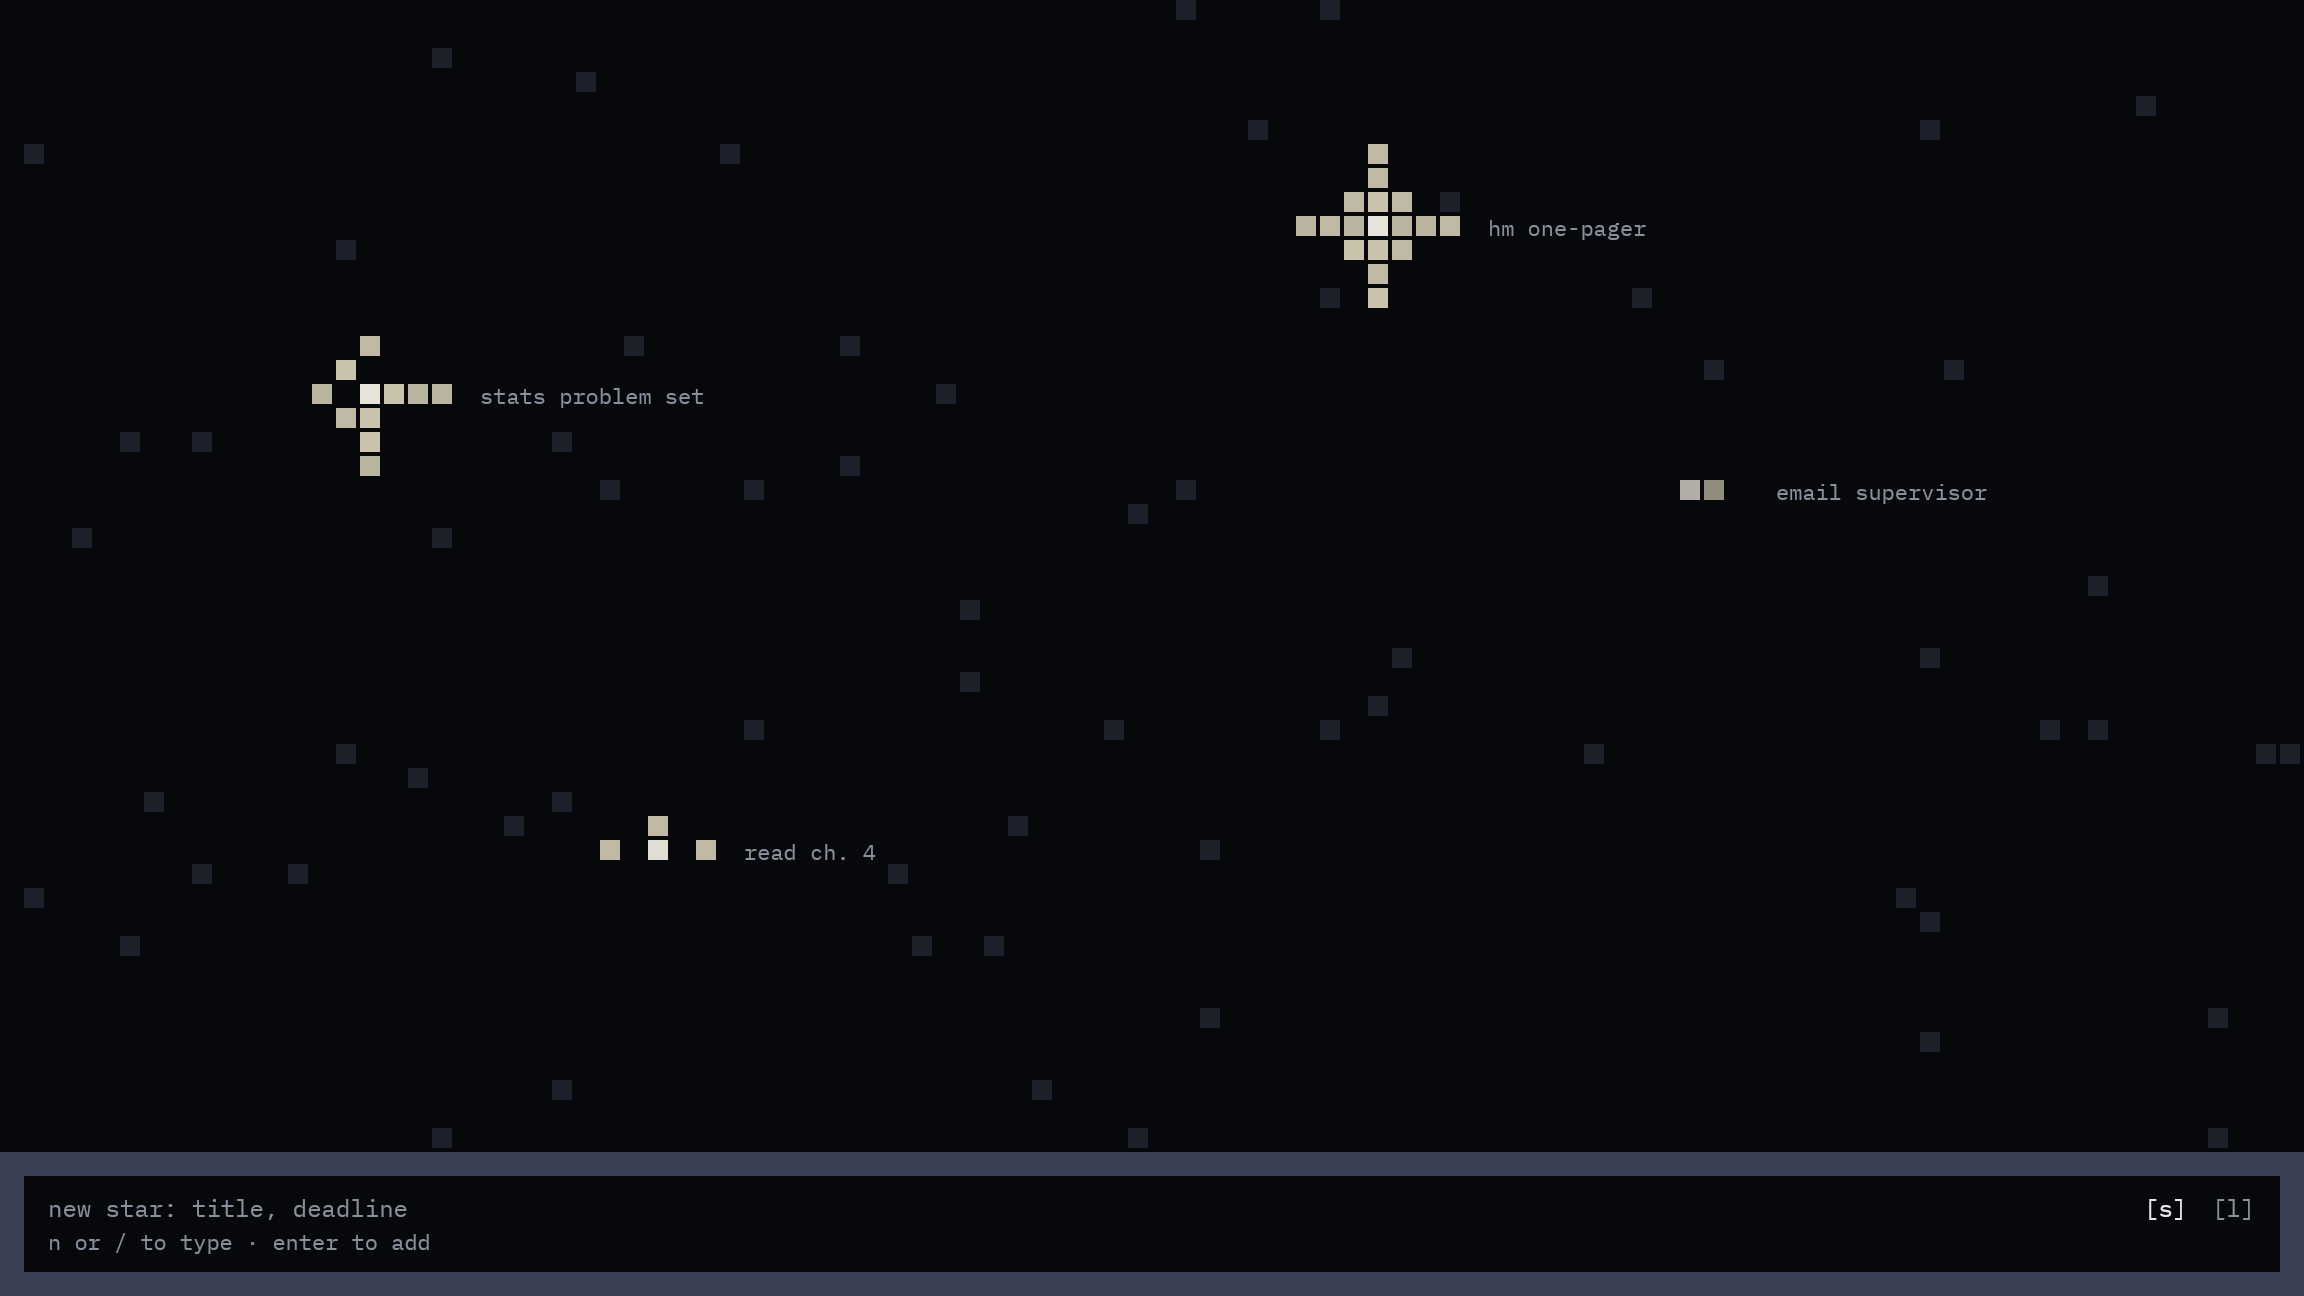 hm one-pager
stats problem set
email supervisor
read ch. 4
new star: title, deadline
[s] [l]
n or / to type · enter to add